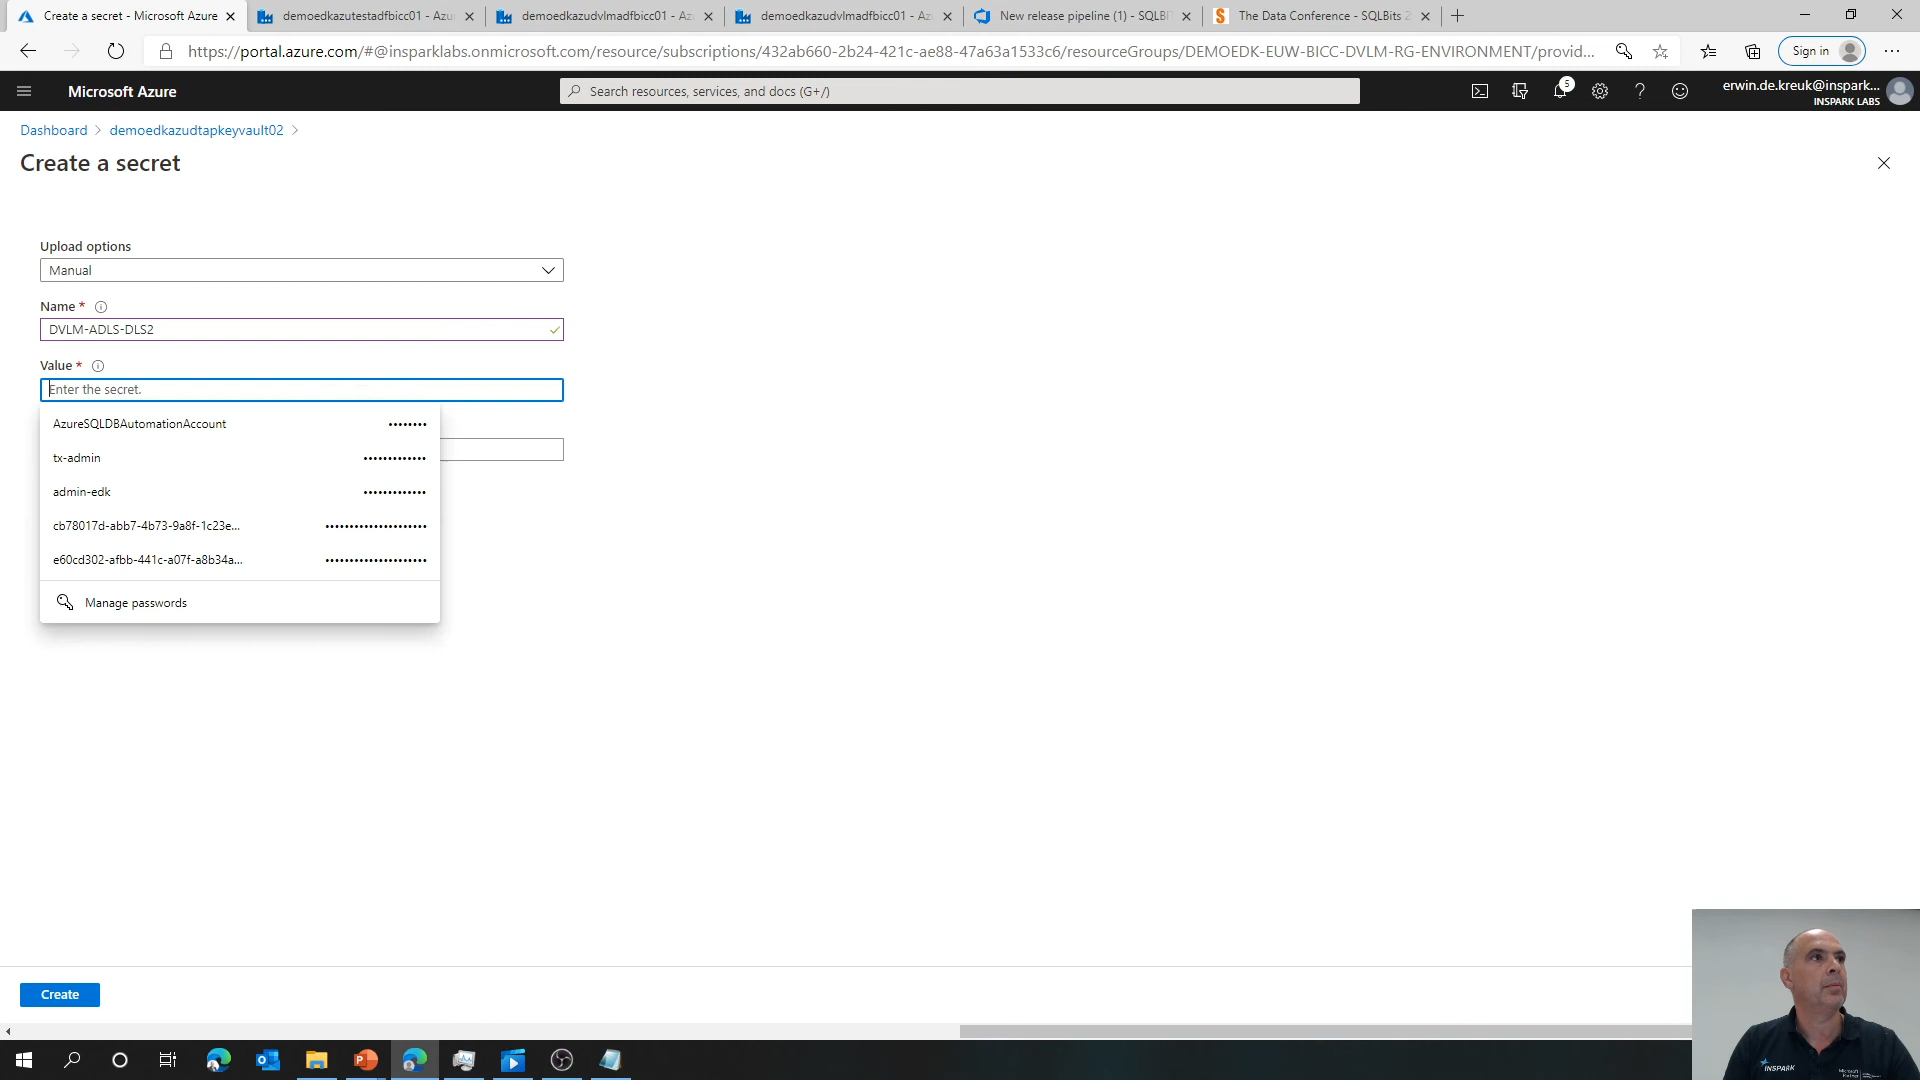 Create a secret - Microsoft Azure
demoedkazutestadfbicc01 - Azu
demoedkazudvlmadfbicc01 - Az
demoedkazudvlmadfbicc01 - Az
New release pipeline (1) - SQLBI
The Data Conference - SQLBits 2
https://portal.azure.com/#@insparklabs.onmicrosoft.com/resource/subscriptions/432ab660-2b24-421c-ae88-47a63a1533c6/resourceGroups/DEMOEDK-EUW-BICC-DVLM-RG-ENVIRONMENT/provid...
Sign in
Microsoft Azure
Search resources, services, and docs (G+/)
5
erwin.de.kreuk@inspark...
INSPARK LABS
Dashboard > demoedkazudtapkeyvault02 >
Create a secret
Upload options
Manual
Name *
DVLM-ADLS-DLS2
Value *
Enter the secret.
AzureSQLDBAutomationAccount ••••••••
tx-admin •••••••••••••
admin-edk •••••••••••••
cb78017d-abb7-4b73-9a8f-1c23e... •••••••••••••••••••••
e60cd302-afbb-441c-a07f-a8b34a... •••••••••••••••••••••
Manage passwords
Create
INSPARK